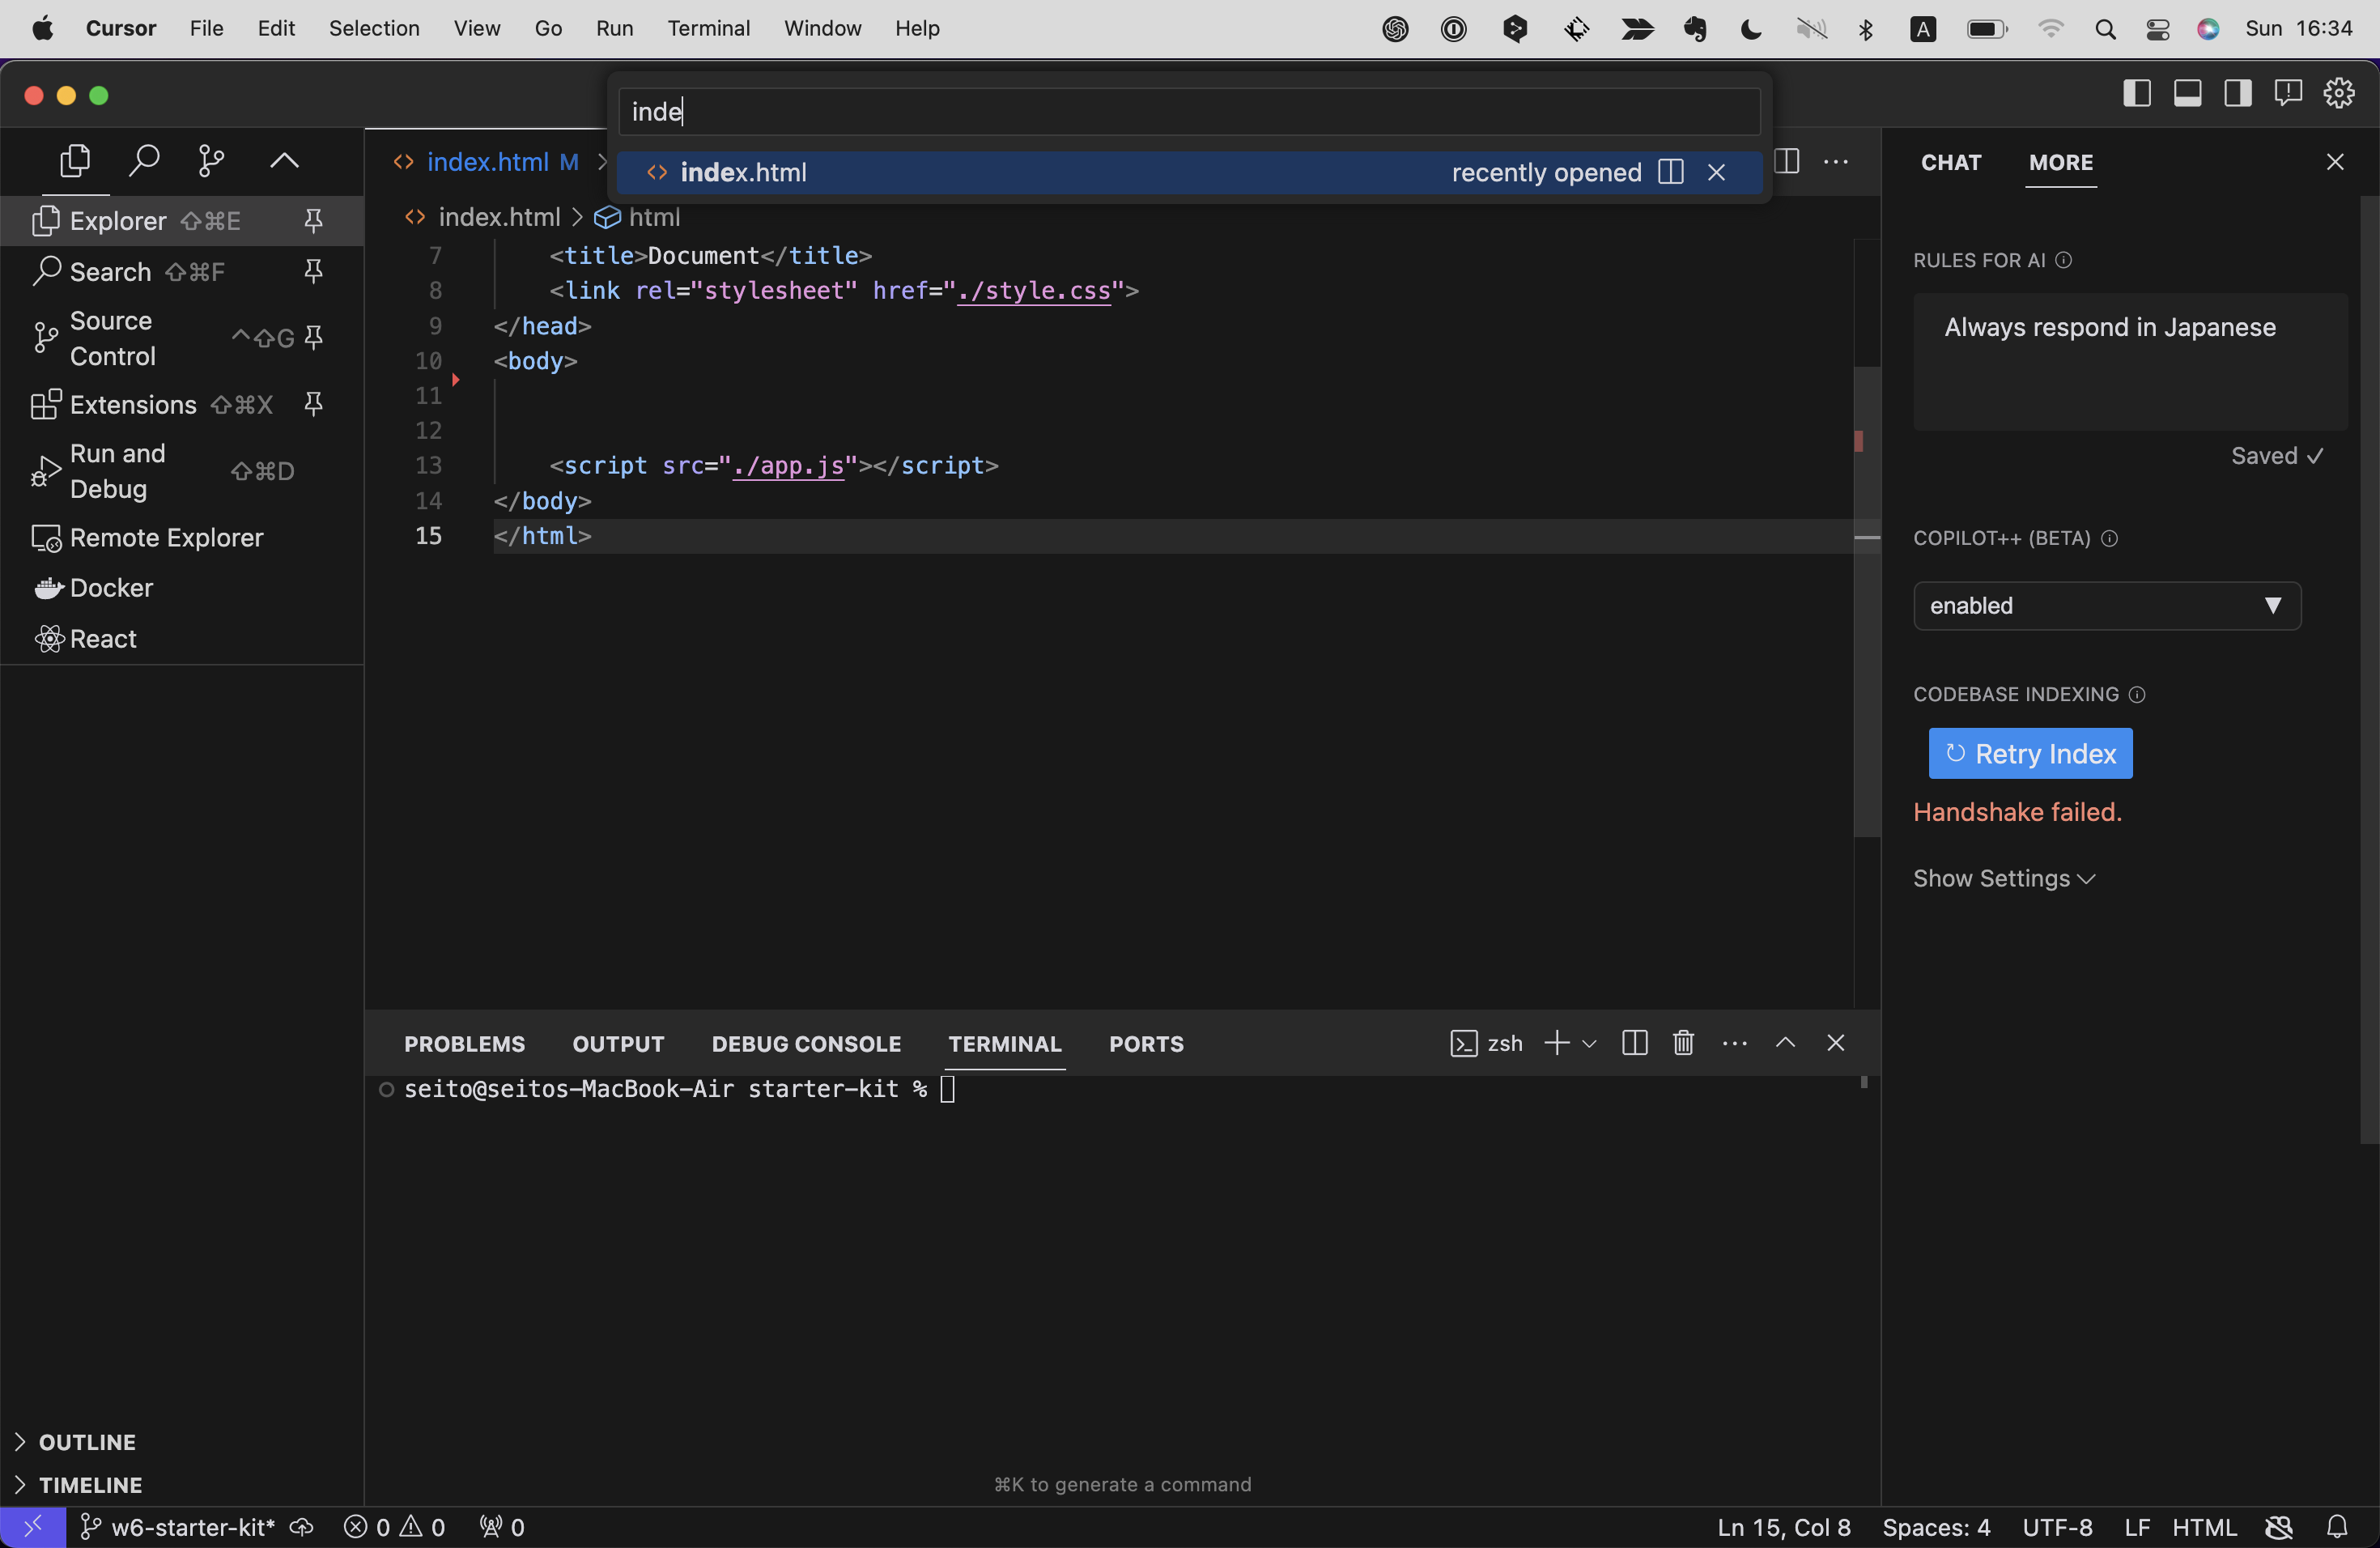 Cursor File Edit Selection View Go Run Terminal Window Help A Sun 16:34
inde
index.html recently opened
index.html M
CHAT MORE
Explorer ⇧⌘E
Search ⇧⌘F
Source Control ^⇧G
Extensions ⇧⌘X
Run and Debug ⇧⌘D
Remote Explorer
Docker
React
OUTLINE
TIMELINE
index.html > html
7 <title>Document</title>
8 <link rel="stylesheet" href="./style.css">
9 </head>
10 <body>
11
12
13 <script src="./app.js"></script>
14 </body>
15 </html>
PROBLEMS OUTPUT DEBUG CONSOLE TERMINAL PORTS zsh
seito@seitos-MacBook-Air starter-kit %
⌘K to generate a command
RULES FOR AI
Always respond in Japanese
Saved ✓
COPILOT++ (BETA)
enabled
CODEBASE INDEXING
Retry Index
Handshake failed.
Show Settings
w6-starter-kit* 0 0 0 Ln 15, Col 8 Spaces: 4 UTF-8 LF HTML